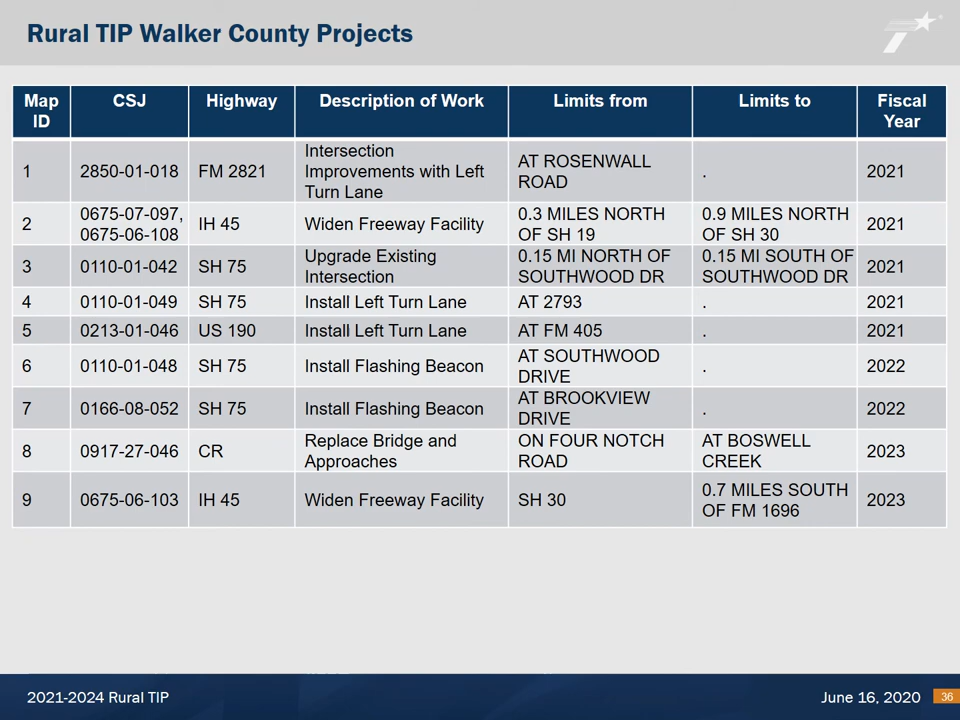 Rural TIP Walker County Projects
Map ID | CSJ | Highway | Description of Work | Limits from | Limits to | Fiscal Year
1 | 2850-01-018 | FM 2821 | Intersection Improvements with Left Turn Lane | AT ROSENWALL ROAD | . | 2021
2 | 0675-07-097, 0675-06-108 | IH 45 | Widen Freeway Facility | 0.3 MILES NORTH OF SH 19 | 0.9 MILES NORTH OF SH 30 | 2021
3 | 0110-01-042 | SH 75 | Upgrade Existing Intersection | 0.15 MI NORTH OF SOUTHWOOD DR | 0.15 MI SOUTH OF SOUTHWOOD DR | 2021
4 | 0110-01-049 | SH 75 | Install Left Turn Lane | AT 2793 | . | 2021
5 | 0213-01-046 | US 190 | Install Left Turn Lane | AT FM 405 | . | 2021
6 | 0110-01-048 | SH 75 | Install Flashing Beacon | AT SOUTHWOOD DRIVE | . | 2022
7 | 0166-08-052 | SH 75 | Install Flashing Beacon | AT BROOKVIEW DRIVE | . | 2022
8 | 0917-27-046 | CR | Replace Bridge and Approaches | ON FOUR NOTCH ROAD | AT BOSWELL CREEK | 2023
9 | 0675-06-103 | IH 45 | Widen Freeway Facility | SH 30 | 0.7 MILES SOUTH OF FM 1696 | 2023
2021-2024 Rural TIP
June 16, 2020
36